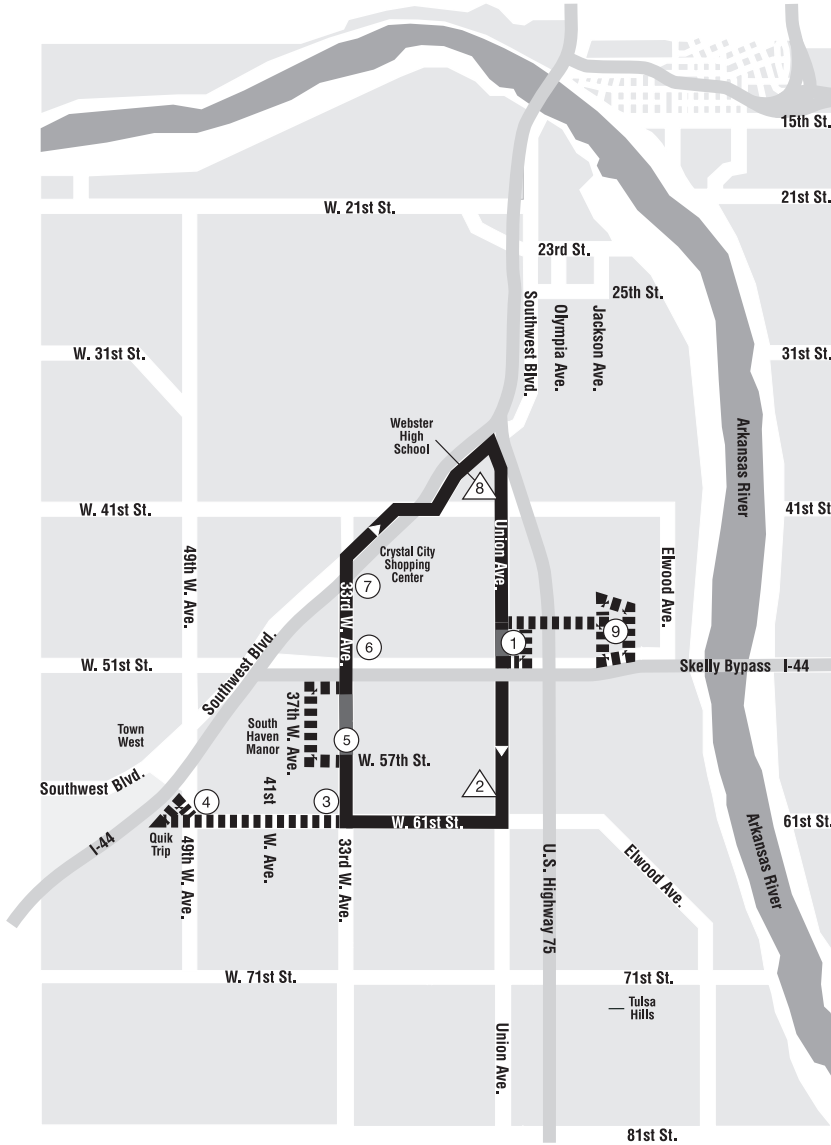 15th St.
21st St.
W. 21st St.
23rd St.
25th St.
Southwest Blvd.
Olympia Ave.
Jackson Ave.
W. 31st St.
31st St.
Webster
High
School
Arkansas River
8
W. 41st St.
41st St
Union Ave.
49th W. Ave.
Crystal City
Shopping
Center
Elwood Ave.
7
33rd W. Ave.
9
1
6
W. 51st St.
Southwest Blvd.
Skelly Bypass I-44
37th W. Ave.
South
Haven
Manor
Town
West
5
W. 57th St.
Southwest Blvd.
2
4
41st
W. Ave.
3
W. 61st St.
61st St.
Quik
Trip
I-44
49th W. Ave.
33rd W. Ave.
U.S. Highway 75
Elwood Ave.
Arkansas River
W. 71st St.
71st St.
Tulsa
Hills
Union Ave.
81st St.